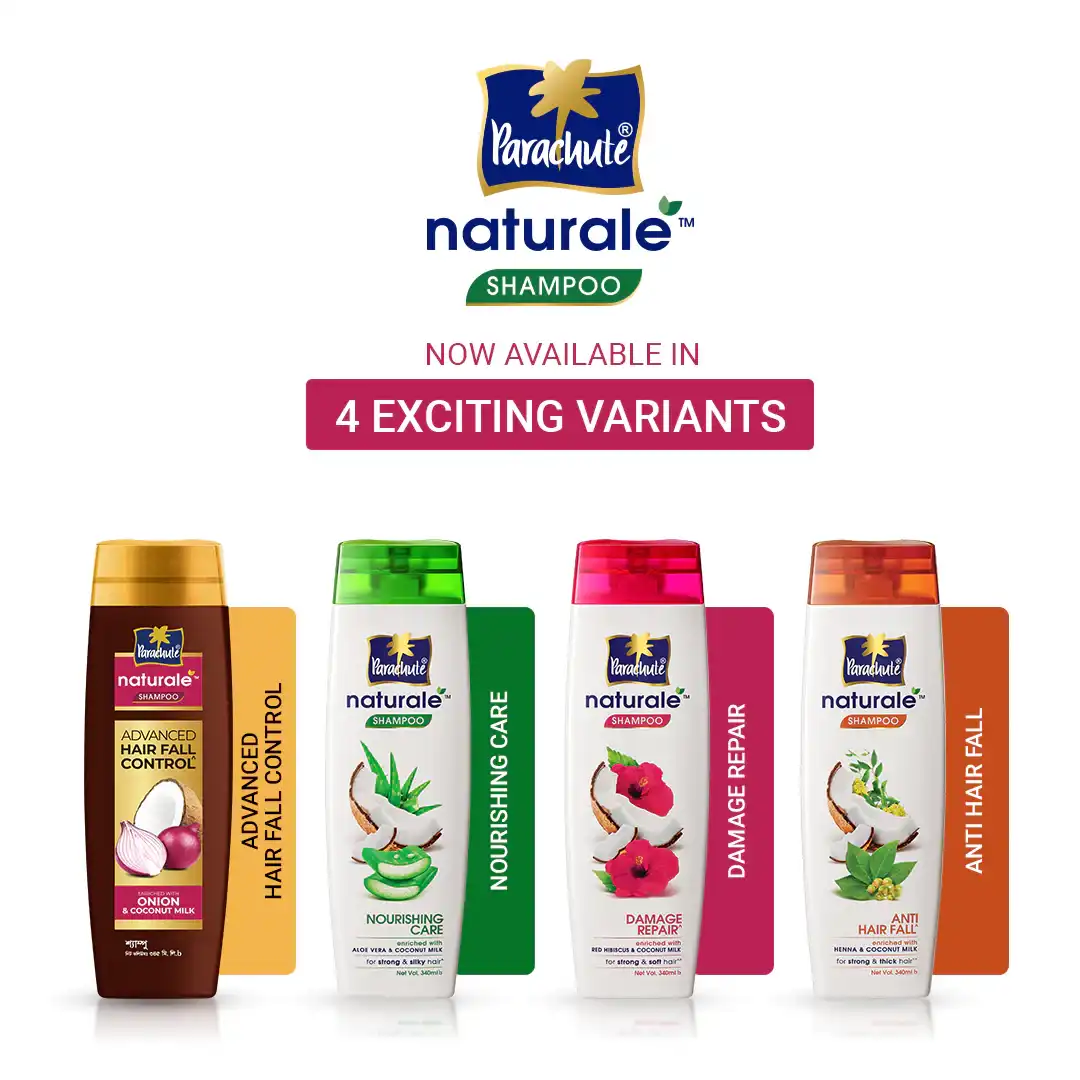 Parachute®
naturale™
SHAMPOO
NOW AVAILABLE IN
4 EXCITING VARIANTS
Parachute®
naturale™
SHAMPOO
ADVANCED
HAIR FALL
CONTROL^
ENRICHED WITH
ONION
& COCONUT MILK
শ্যাম্পু
ADVANCED
HAIR FALL CONTROL
Parachute®
naturale™
SHAMPOO
NOURISHING
CARE
enriched with
ALOE VERA & COCONUT MILK
for strong & silky hair^
Net Vol. 340ml b
NOURISHING CARE
Parachute®
naturale™
SHAMPOO
DAMAGE
REPAIR^
enriched with
RED HIBISCUS & COCONUT MILK
for strong & soft hair^^
Net Vol. 340ml b
DAMAGE REPAIR
Parachute®
naturale™
SHAMPOO
ANTI
HAIR FALL^
enriched with
HENNA & COCONUT MILK
for strong & thick hair^^
Net Vol. 340ml b
ANTI HAIR FALL